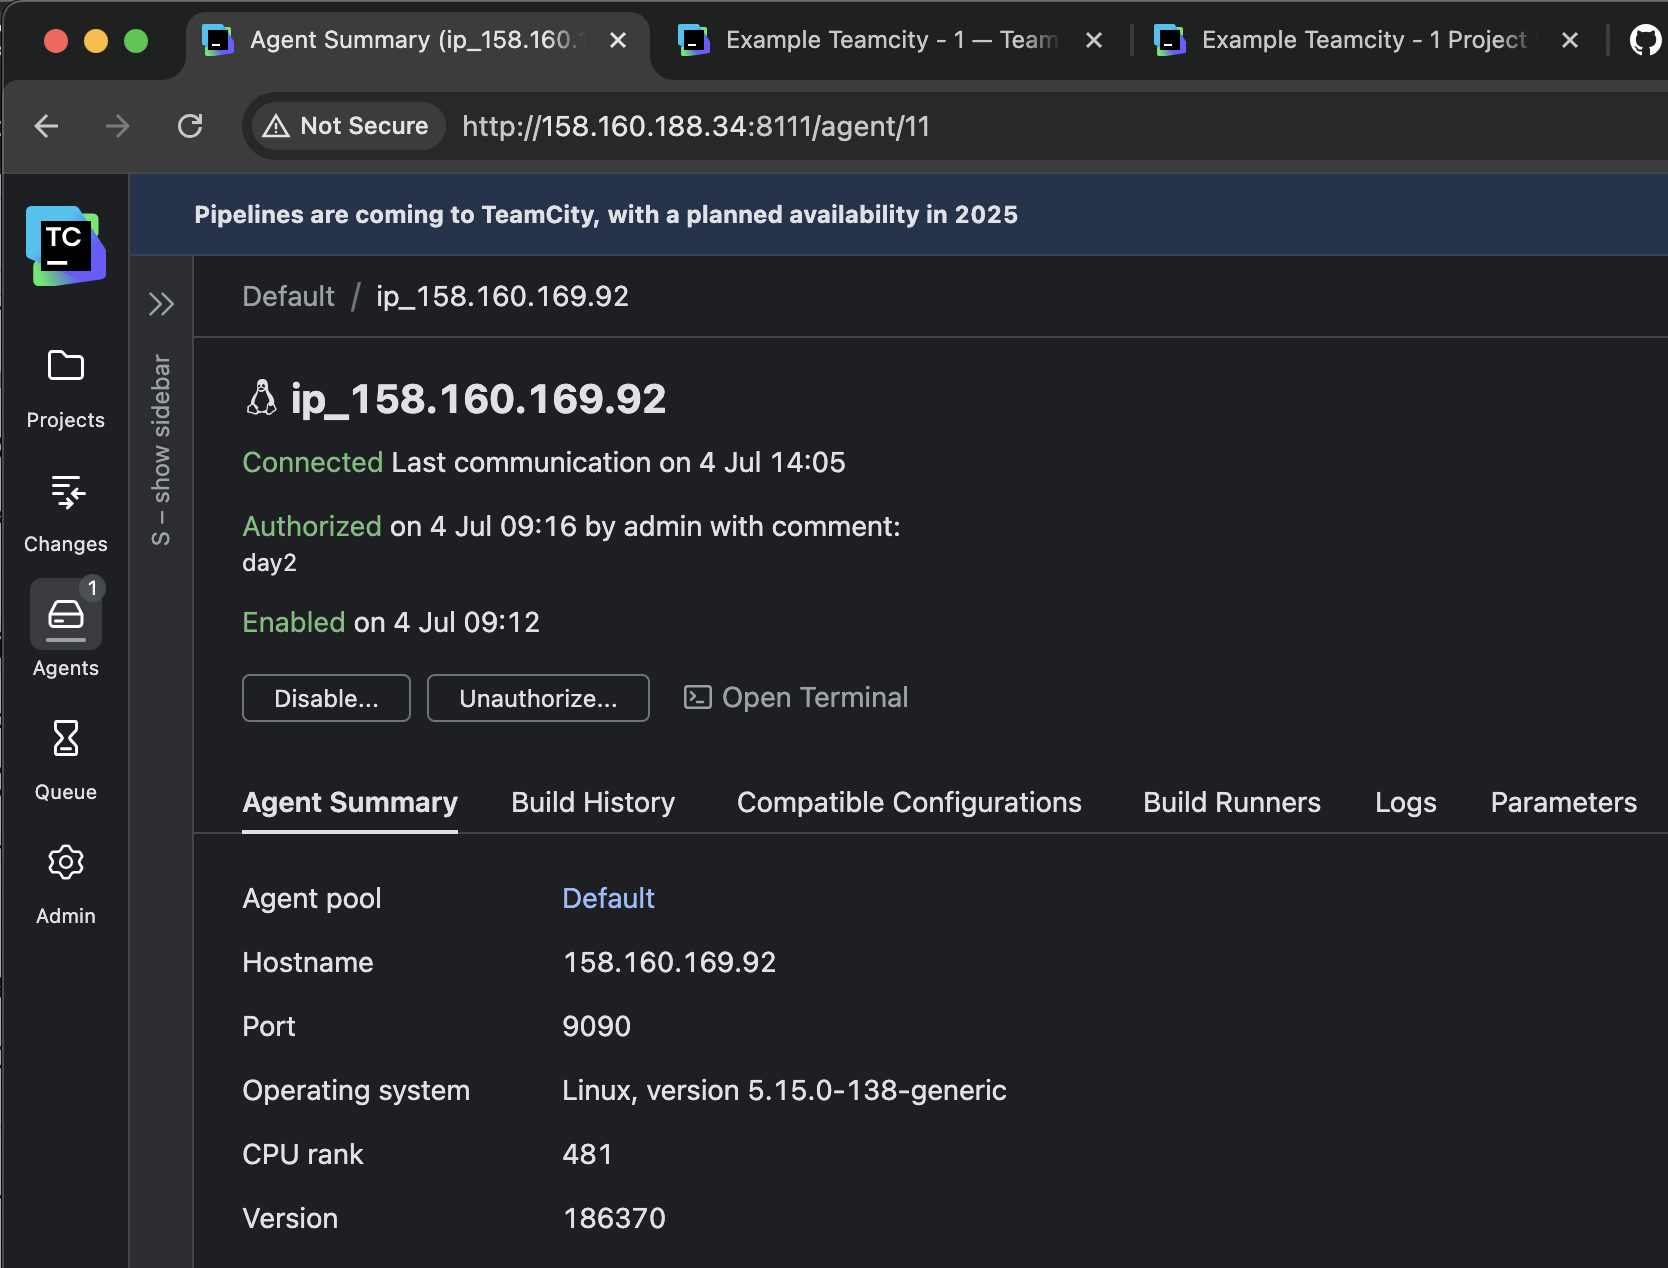 Agent Summary (ip_158.160.1
Example Teamcity - 1 — Team
Example Teamcity - 1 Project
Not Secure
http://158.160.188.34:8111/agent/11
TC
Pipelines are coming to TeamCity, with a planned availability in 2025
Projects
Changes
1
Agents
Queue
Admin
S – show sidebar
Default / ip_158.160.169.92
ip_158.160.169.92
Connected Last communication on 4 Jul 14:05
Authorized on 4 Jul 09:16 by admin with comment:
day2
Enabled on 4 Jul 09:12
Disable...
Unauthorize...
Open Terminal
Agent Summary
Build History
Compatible Configurations
Build Runners
Logs
Parameters
Agent pool Default
Hostname 158.160.169.92
Port 9090
Operating system Linux, version 5.15.0-138-generic
CPU rank 481
Version 186370